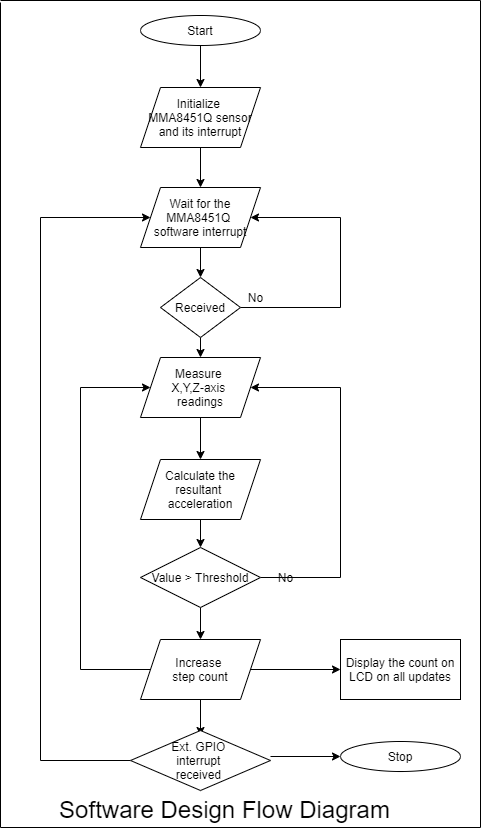 Start
Initialize
MMA8451Q sensor
and its interrupt
Wait for the
MMA8451Q
software interrupt
No
Received
Measure
X,Y,Z-axis
readings
Calculate the
resultant
acceleration
Value > Threshold
No
Increase
step count
Display the count on
LCD on all updates
Ext. GPIO
interrupt
received
Stop
Software Design Flow Diagram